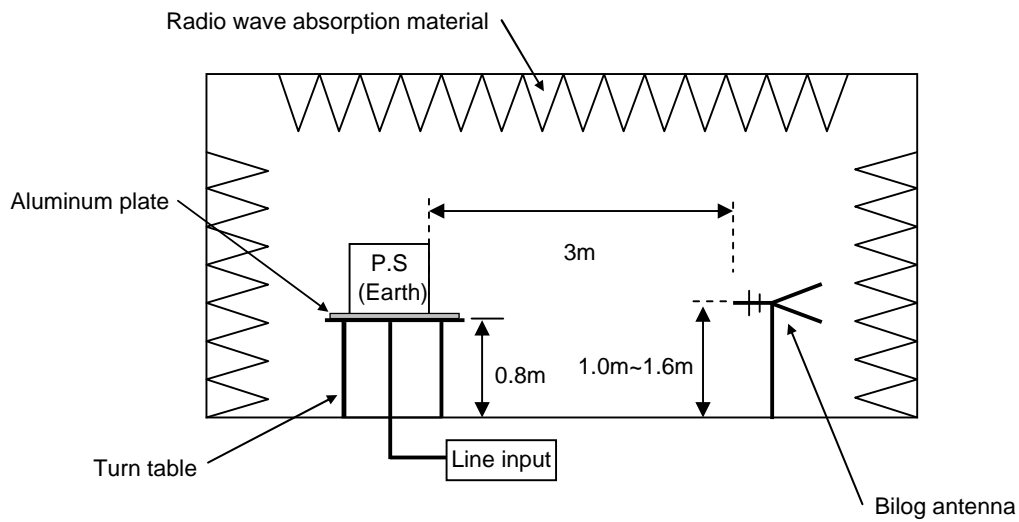 Radio wave absorption material
Aluminum plate
3m
P.S
(Earth)
0.8m
1.0m~1.6m
Turn table
Line input
Bilog antenna